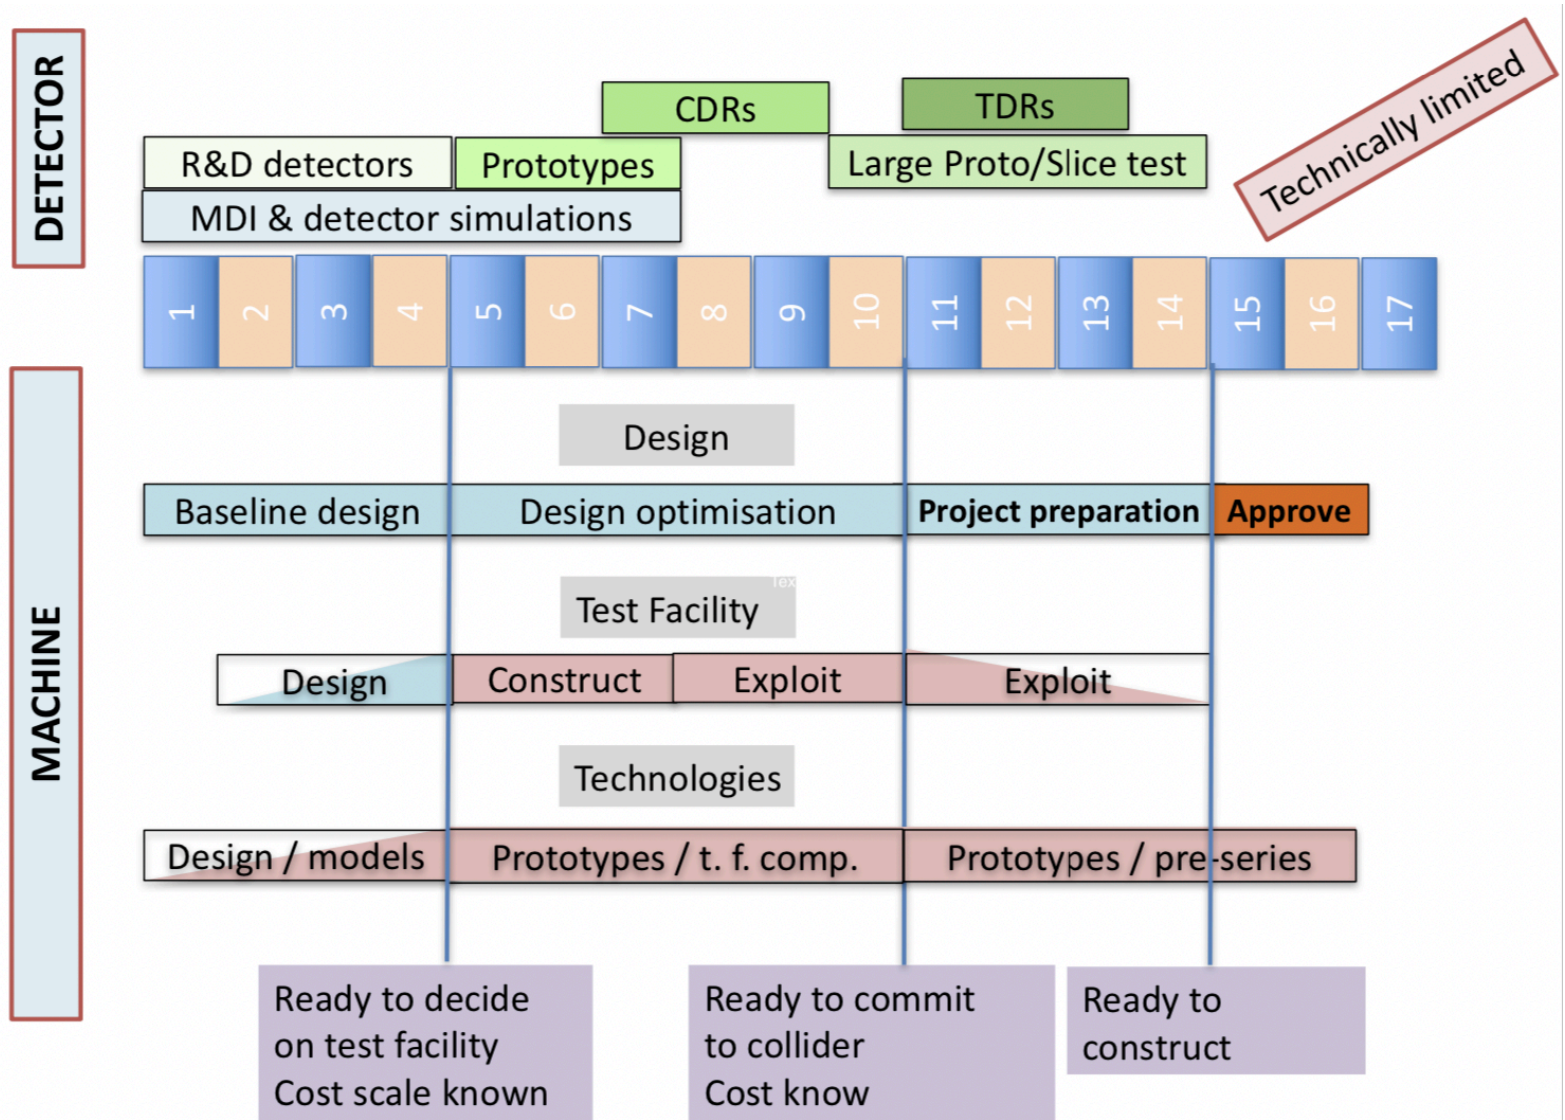 DETECTOR
CDRs
TDRs
Technically limited
R&D detectors
Prototypes
Large Proto/Slice test
MDI & detector simulations
1 2 3 4 5 6 7 8 9 10 11 12 13 14 15 16 17
MACHINE
Design
Baseline design
Design optimisation
Project preparation
Approve
Tex
Test Facility
Design
Construct
Exploit
Exploit
Technologies
Design / models
Prototypes / t. f. comp.
Prototypes / pre-series
Ready to decide
on test facility
Cost scale known
Ready to commit
to collider
Cost know
Ready to
construct